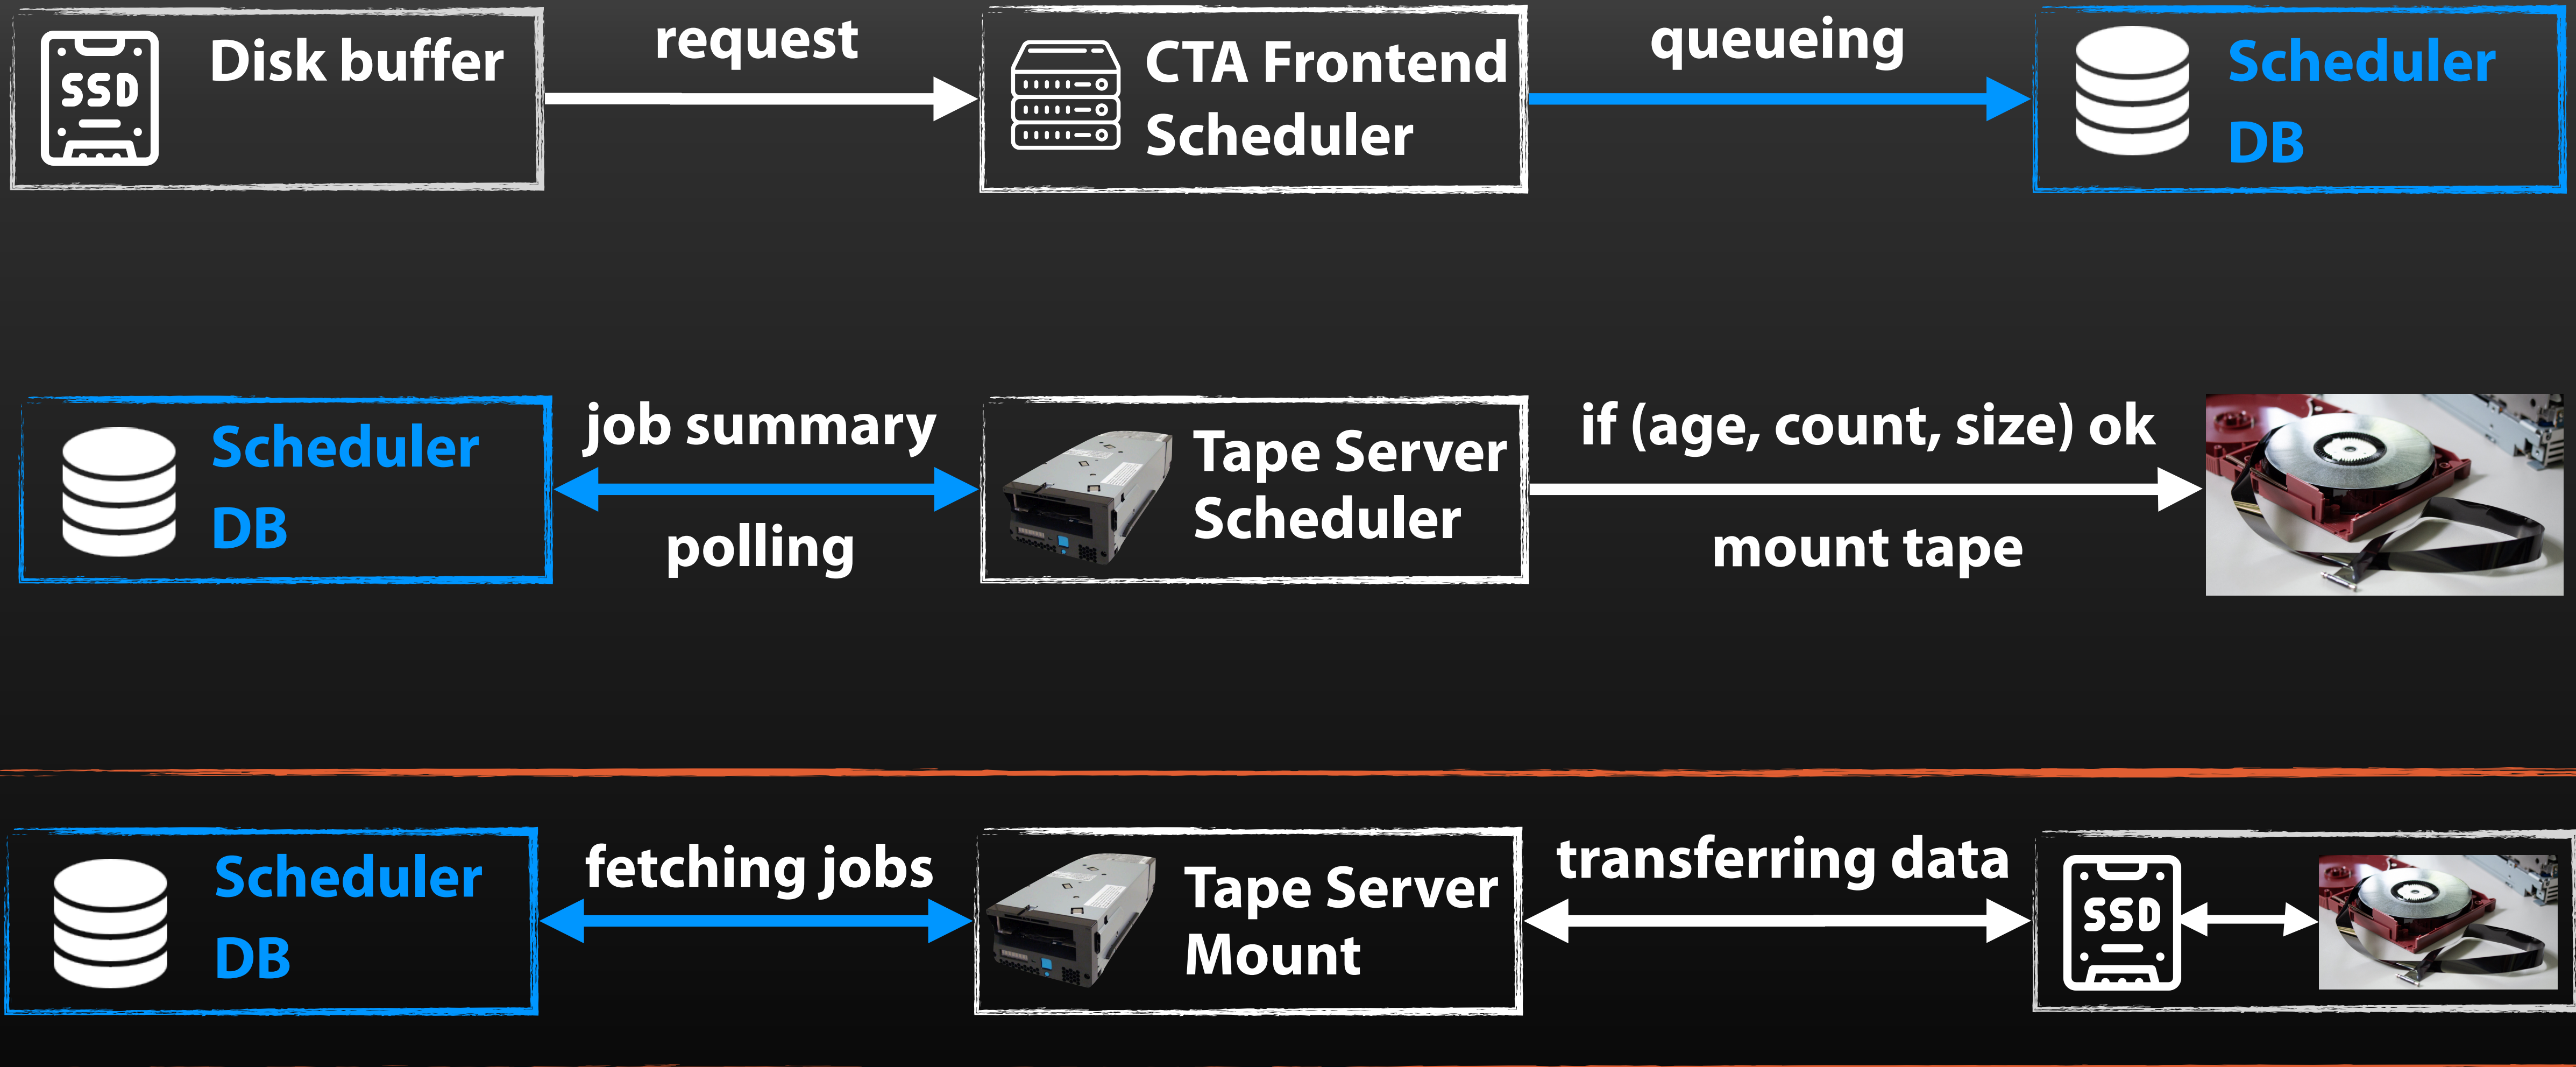 SSD
Disk buffer
request
CTA Frontend
Scheduler
queueing
Scheduler
DB
Scheduler
DB
job summary
polling
Tape Server
Scheduler
if (age, count, size) ok
mount tape
Scheduler
DB
fetching jobs
Tape Server
Mount
transferring data
SSD